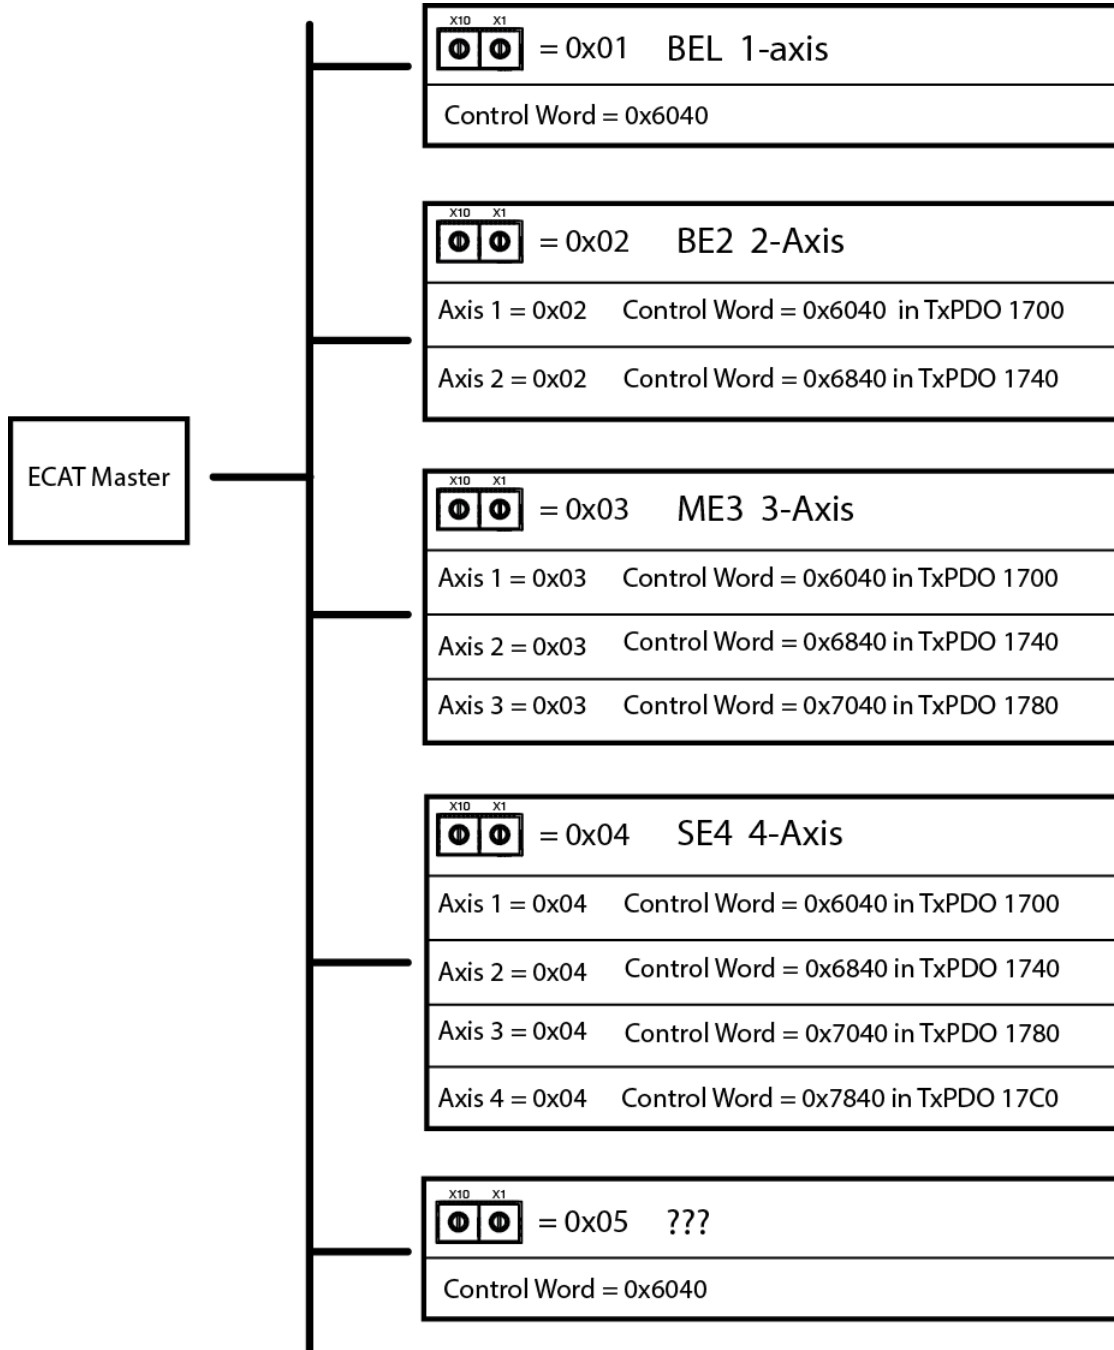 X10 X1
= 0x01 BEL 1-axis
Control Word = 0x6040
X10 X1
= 0x02 BE2 2-Axis
Axis 1 = 0x02 Control Word = 0x6040 in TxPDO 1700
Axis 2 = 0x02 Control Word = 0x6840 in TxPDO 1740
ECAT Master
X10 X1
= 0x03 ME3 3-Axis
Axis 1 = 0x03 Control Word = 0x6040 in TxPDO 1700
Axis 2 = 0x03 Control Word = 0x6840 in TxPDO 1740
Axis 3 = 0x03 Control Word = 0x7040 in TxPDO 1780
X10 X1
= 0x04 SE4 4-Axis
Axis 1 = 0x04 Control Word = 0x6040 in TxPDO 1700
Axis 2 = 0x04 Control Word = 0x6840 in TxPDO 1740
Axis 3 = 0x04 Control Word = 0x7040 in TxPDO 1780
Axis 4 = 0x04 Control Word = 0x7840 in TxPDO 17C0
X10 X1
= 0x05 ???
Control Word = 0x6040